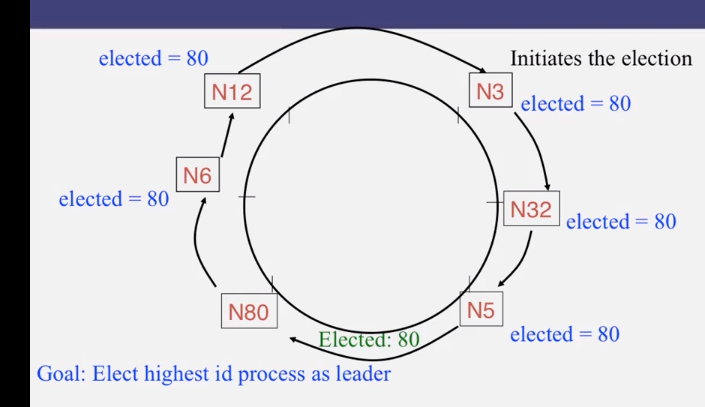 elected = 80
Initiates the election
N12
N3
elected = 80
N6
elected = 80
N32
elected = 80
N80
N5
Elected: 80
elected = 80
Goal: Elect highest id process as leader